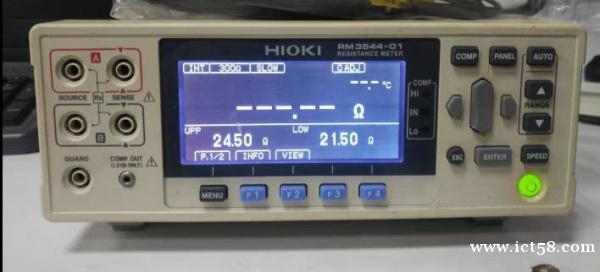 HIOKI RM3544-01
RESISTANCE METER
A
SOURCE Rx SENSE
B
GUARD COMP. OUT
INT 300Ω SLOW 0 ADJ
---.- °C
-----.-- Ω
UPP 24.50 Ω LOW 21.50 Ω
P.1/2 INFO VIEW
MENU F1 F2 F3 F4
COMP
Hi
IN
Lo
COMP PANEL AUTO
RANGE
ESC ENTER SPEED
www.ict58.com